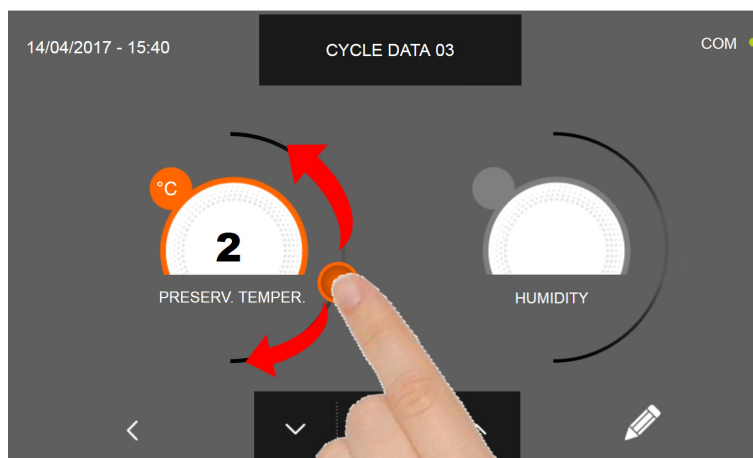 14/04/2017 - 15:40
CYCLE DATA 03
COM
°C
2
PRESERV. TEMPER.
HUMIDITY